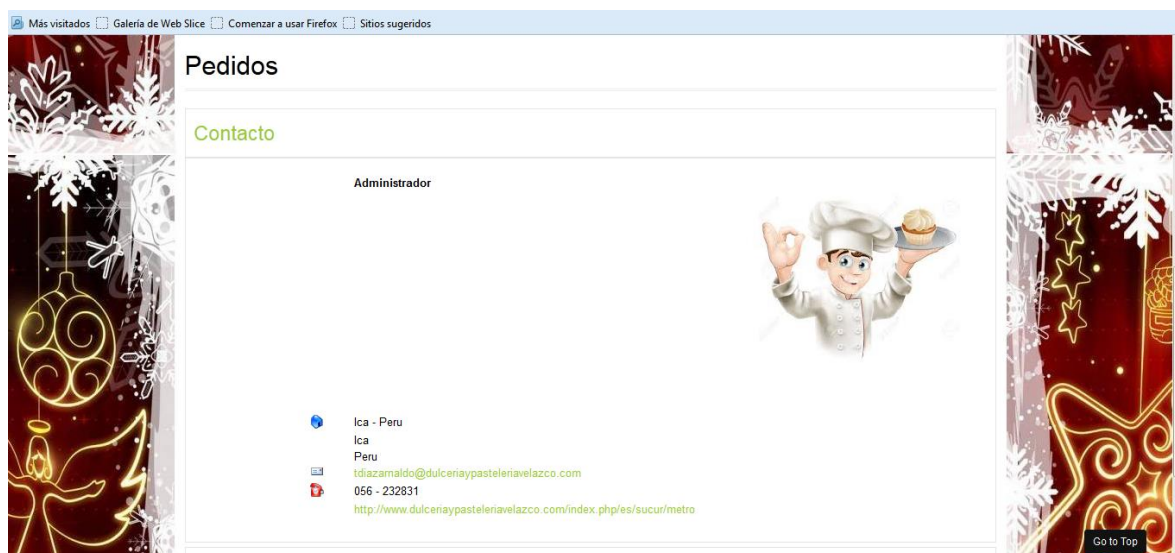 Más visitados Galería de Web Slice Comenzar a usar Firefox Sitios sugeridos
Pedidos
Contacto
Administrador
Ica - Peru
Ica
Peru
tdiazarnaldo@dulceriaypasteleriavelazco.com
056 - 232831
http://www.dulceriaypasteleriavelazco.com/index.php/es/sucur/metro
Go to Top